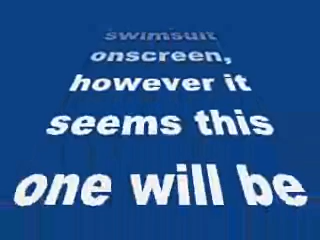 swimsuit
onscreen,
however it
seems this
one will be